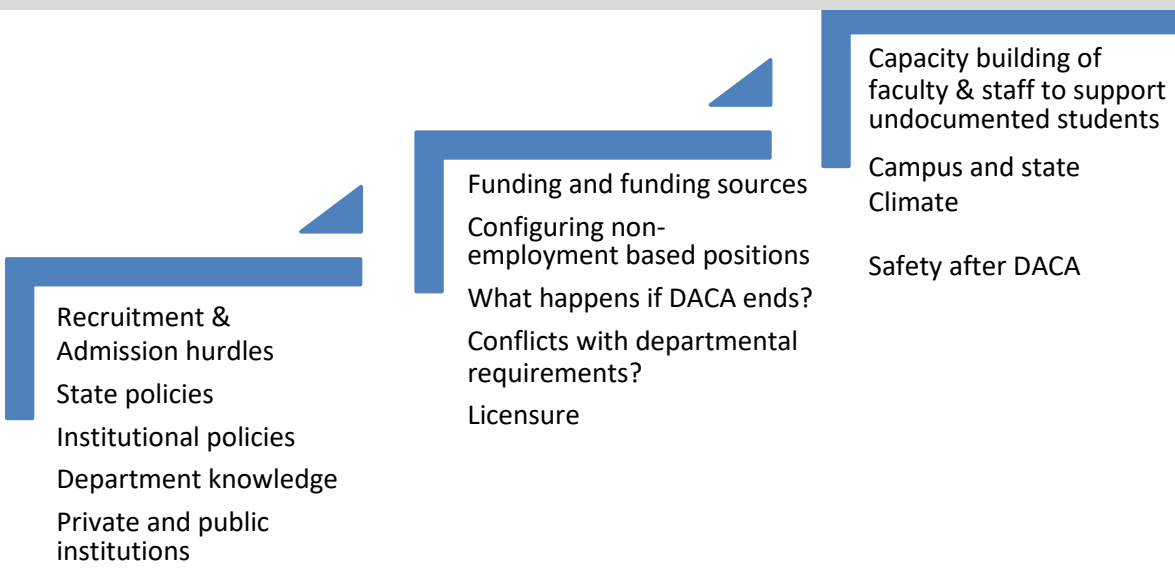 Recruitment &
Admission hurdles
State policies
Institutional policies
Department knowledge
Private and public
institutions
Funding and funding sources
Configuring non-
employment based positions
What happens if DACA ends?
Conflicts with departmental
requirements?
Licensure
Capacity building of
faculty & staff to support
undocumented students
Campus and state
Climate
Safety after DACA